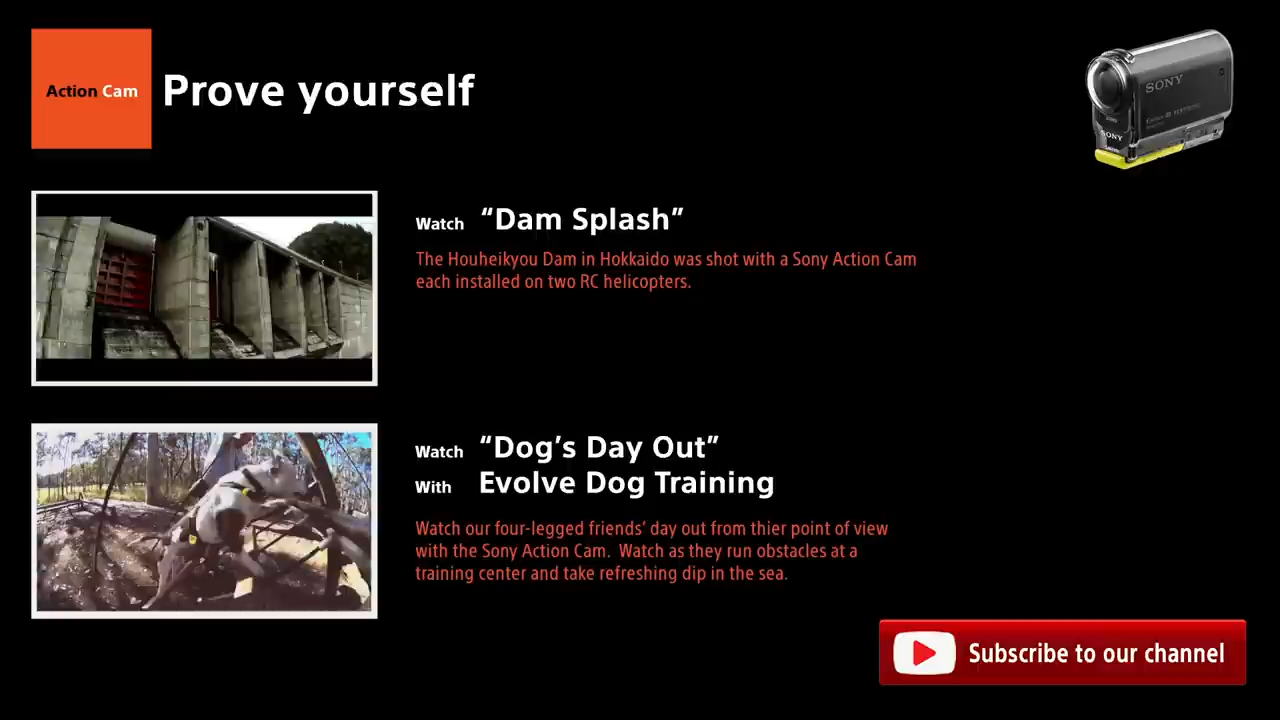 Action Cam
Prove yourself
SONY
SONY
Watch "Dam Splash"
The Houheikyou Dam in Hokkaido was shot with a Sony Action Cam
each installed on two RC helicopters.
Watch “Dog’s Day Out”
With Evolve Dog Training
Watch our four-legged friends’ day out from thier point of view
with the Sony Action Cam. Watch as they run obstacles at a
training center and take refreshing dip in the sea.
Subscribe to our channel